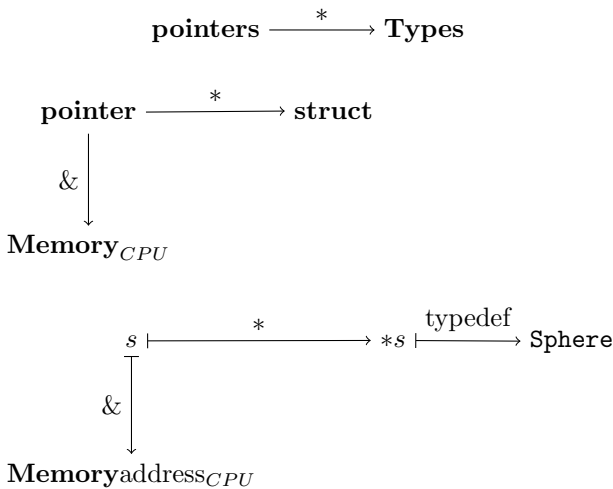 pointers * Types
pointer * struct
&
Memory_CPU
s * *s typedef Sphere
&
Memoryaddress_CPU